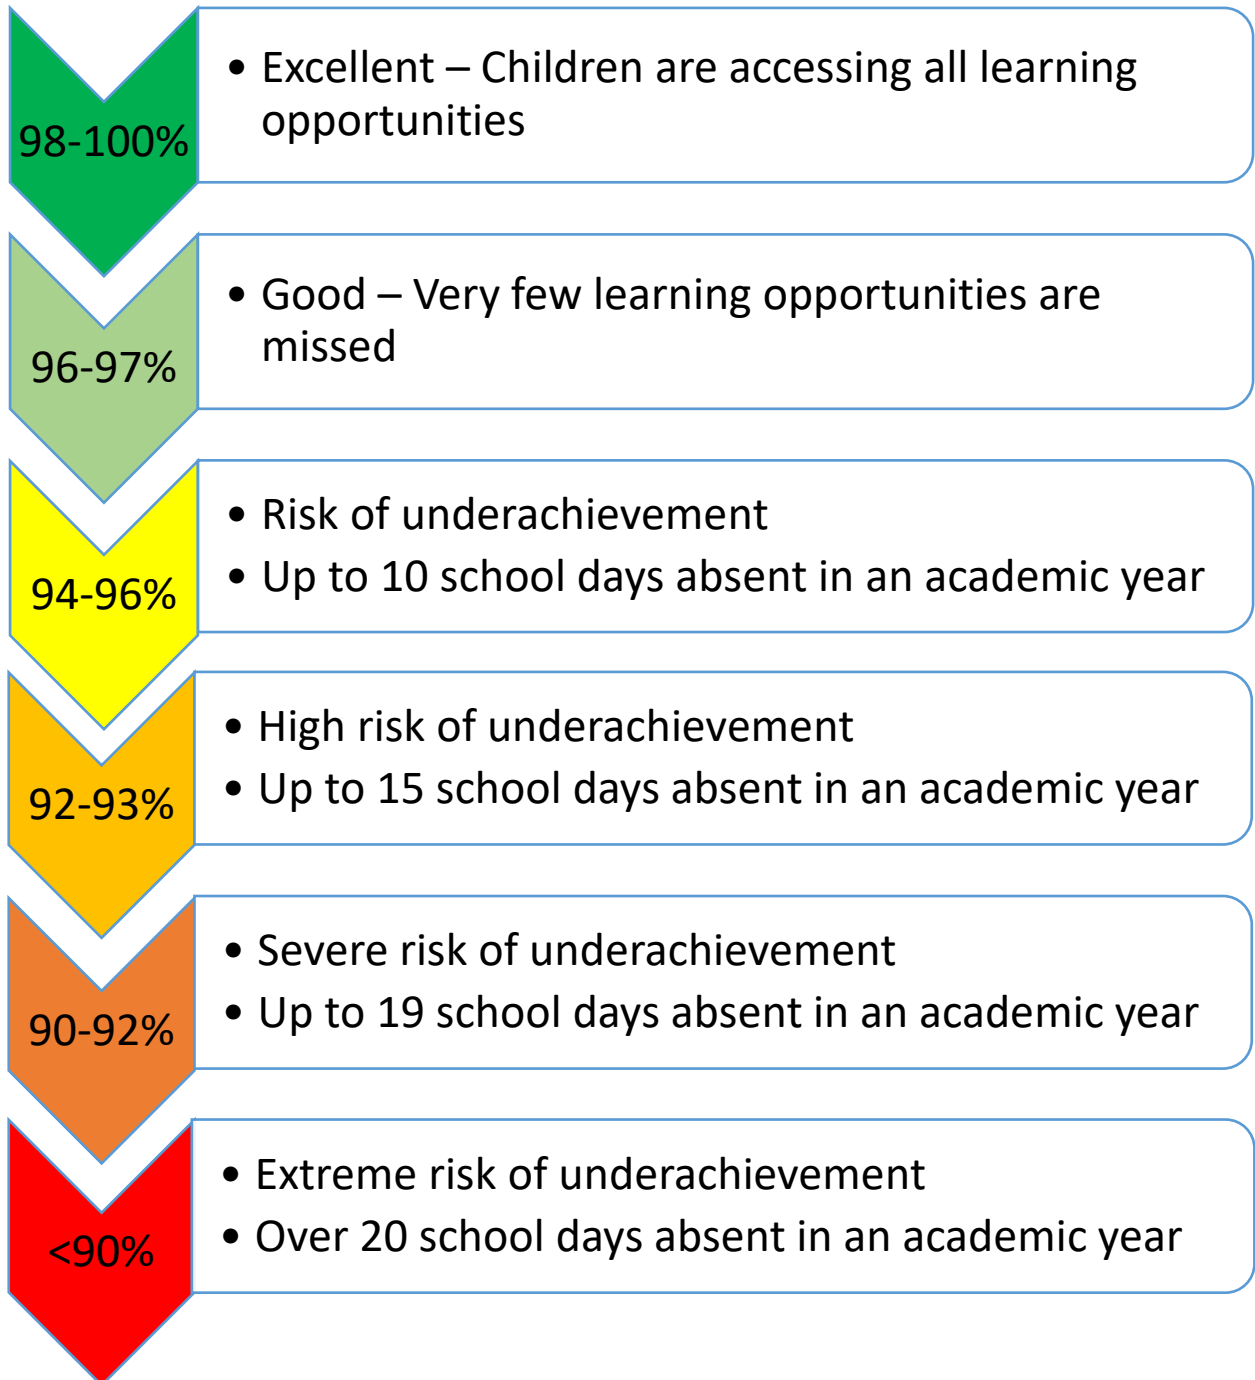 98-100%
• Excellent – Children are accessing all learning
opportunities
96-97%
• Good – Very few learning opportunities are
missed
94-96%
• Risk of underachievement
• Up to 10 school days absent in an academic year
92-93%
• High risk of underachievement
• Up to 15 school days absent in an academic year
90-92%
• Severe risk of underachievement
• Up to 19 school days absent in an academic year
<90%
• Extreme risk of underachievement
• Over 20 school days absent in an academic year